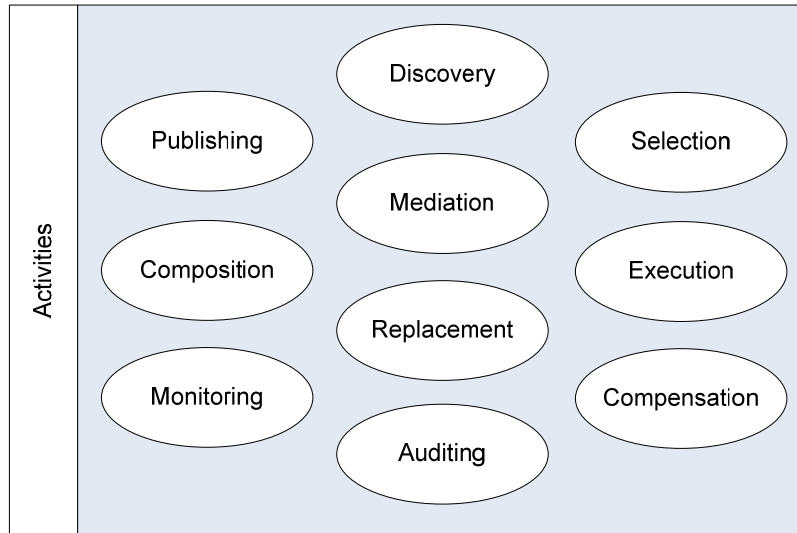 Activities
Discovery
Publishing
Selection
Mediation
Composition
Execution
Replacement
Monitoring
Compensation
Auditing